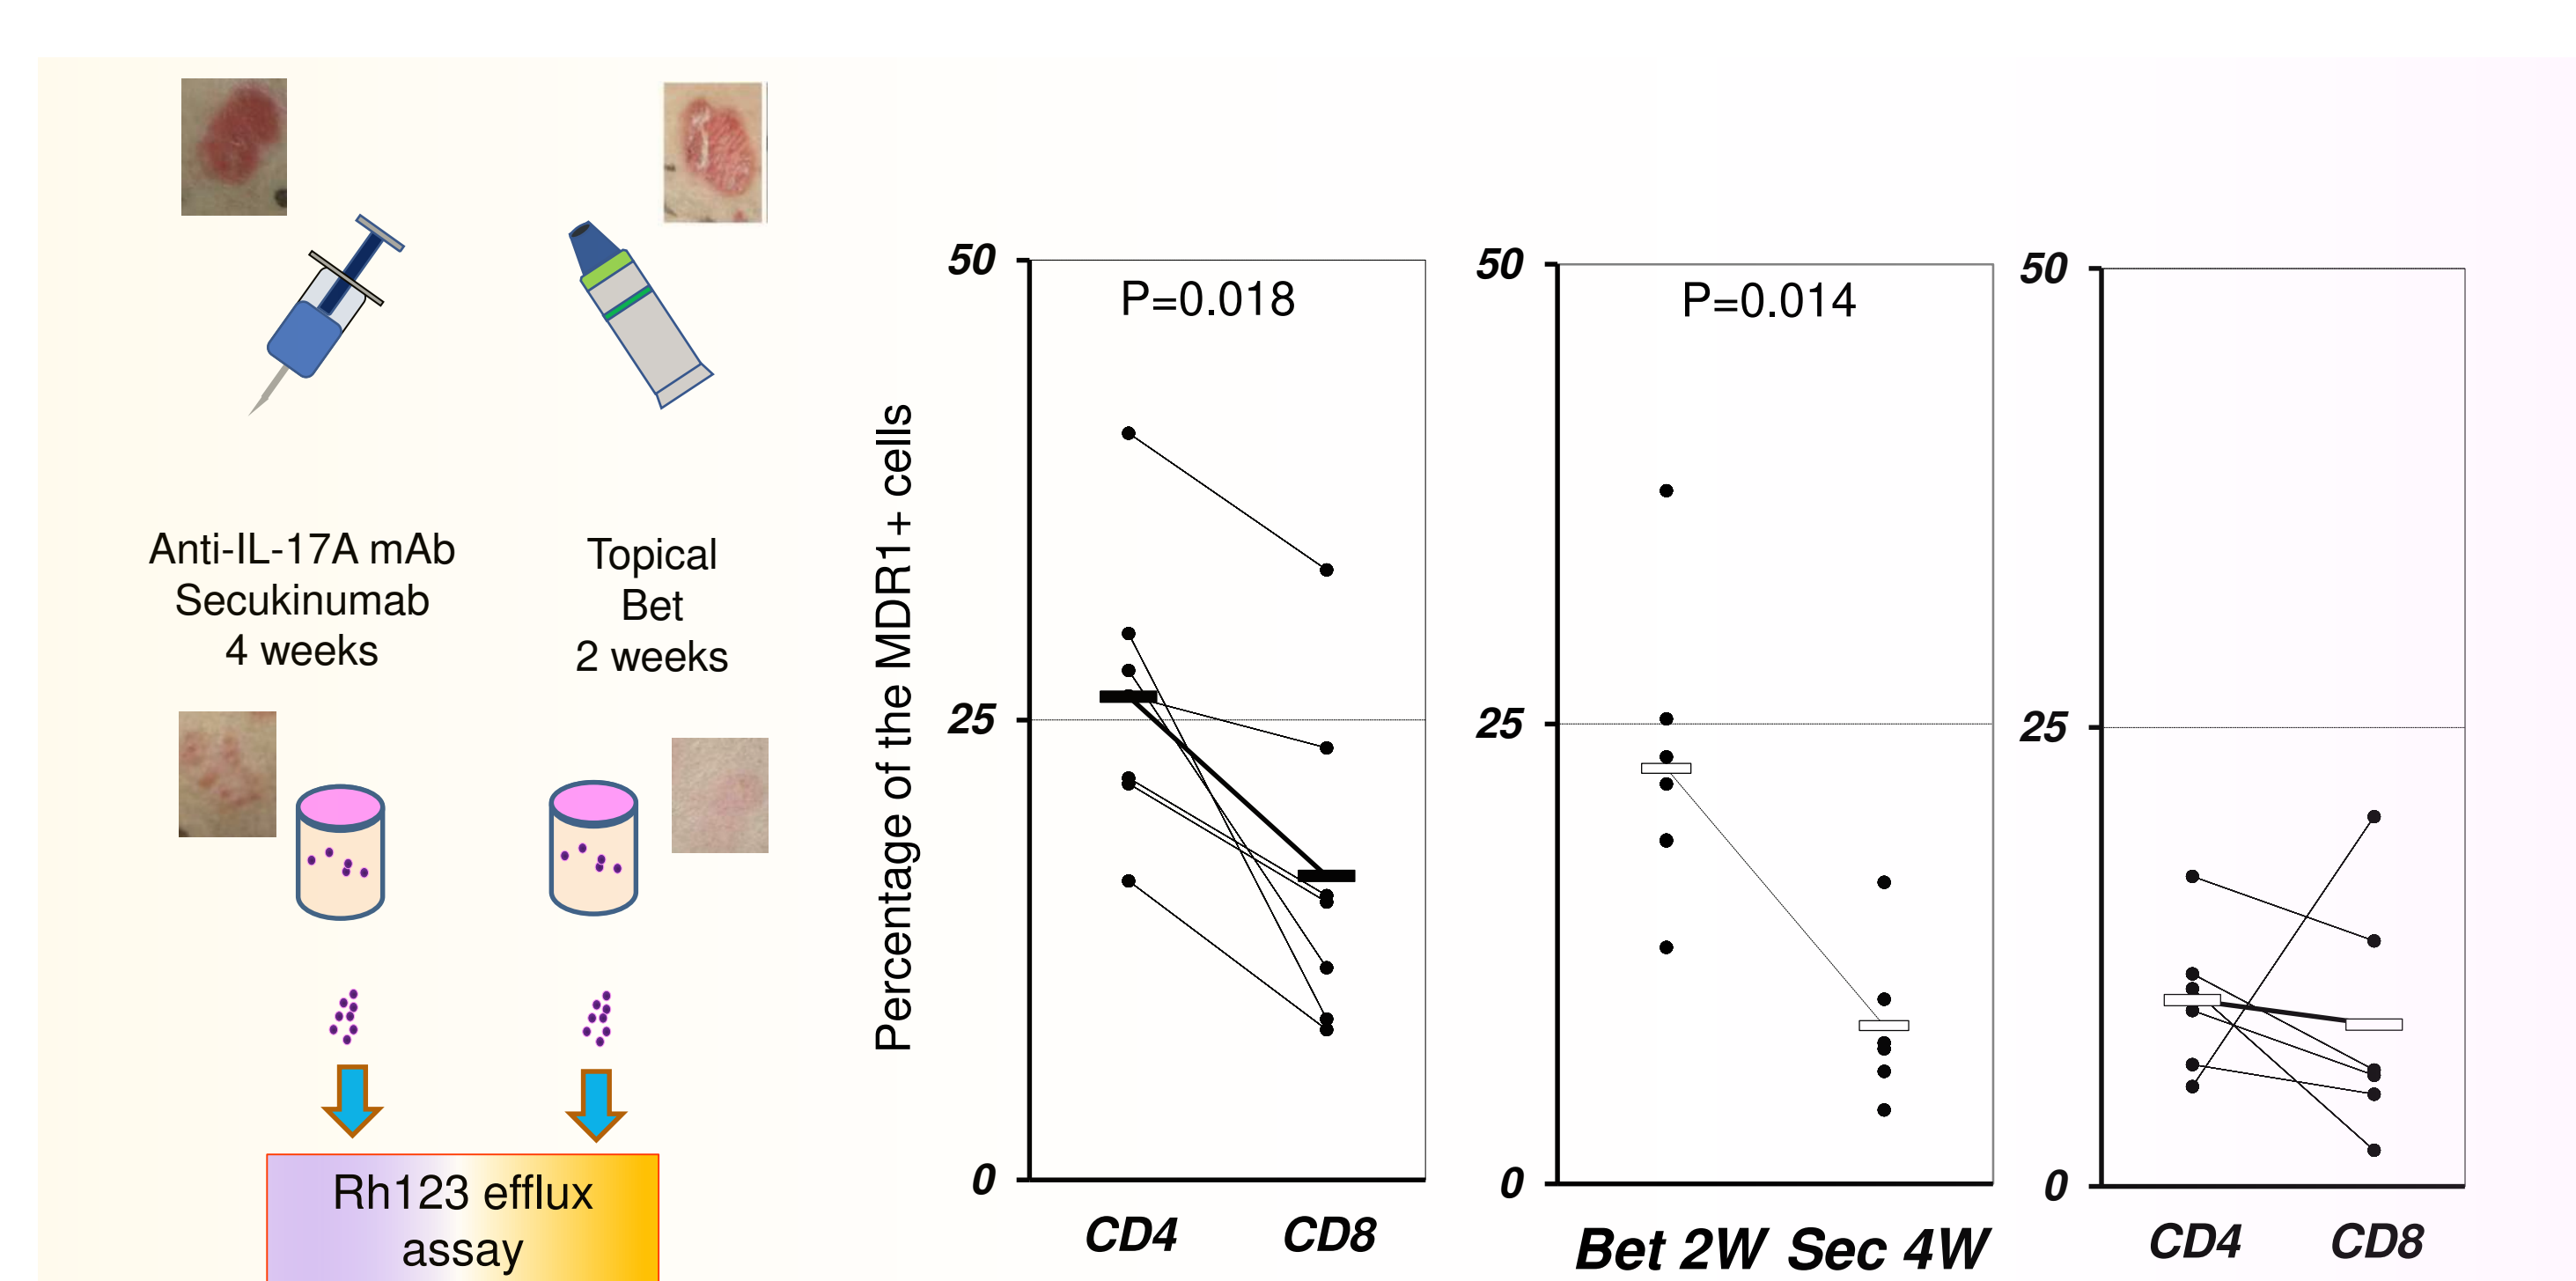 Anti-IL-17A mAb
Secukinumab
4 weeks
Topical
Bet
2 weeks
Rh123 efflux
assay
Percentage of the MDR1+ cells
50
25
0
P=0.018
CD4 CD8
50
25
0
P=0.014
Bet 2W Sec 4W
50
25
0
CD4 CD8